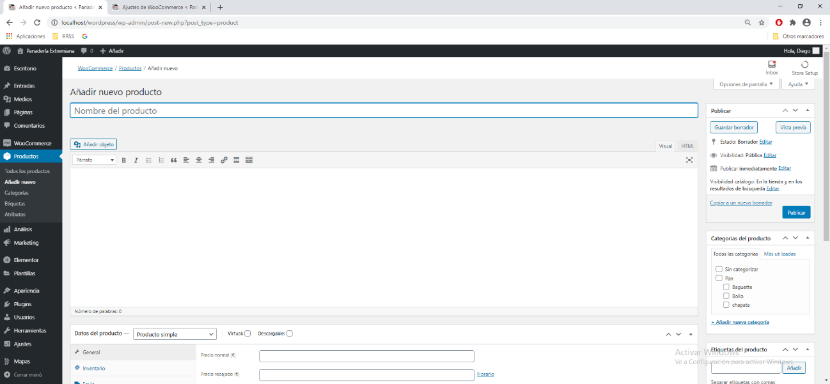 Añadir nuevo producto < Panade
Ajustes de WooCommerce < Pan
localhost/wordpress/wp-admin/post-new.php?post_type=product
Aplicaciones RRSS Otros marcadores
Panadería Extremiana 0 Añadir Hola, Diego
Escritorio
Entradas
Medios
Páginas
Comentarios
WooCommerce
Productos
Todos los productos
Añadir nuevo
Categorías
Etiquetas
Atributos
Análisis
Marketing
Elementor
Plantillas
Apariencia
Plugins
Usuarios
Herramientas
Ajustes
Mapas
Cerrar menú
WooCommerce / Productos / Añadir nuevo
Inbox Store Setup
Opciones de pantalla Ayuda
Añadir nuevo producto
Nombre del producto
Añadir objeto
Visual HTML
Párrafo
Número de palabras: 0
Datos del producto — Producto simple Virtual: Descargable:
General
Inventario
Envío
Precio normal (€)
Precio rebajado (€) Horario
Publicar
Guardar borrador Vista previa
Estado: Borrador Editar
Visibilidad: Pública Editar
Publicar inmediatamente Editar
Visibilidad catálogo: En la tienda y en los
resultados de búsqueda Editar
Copiar a un nuevo borrador
Publicar
Categorías del producto
Todas las categorías Más utilizadas
Sin categorizar
Pan
Baguette
Bollo
chapata
+ Añadir nueva categoría
Etiquetas del producto
Añadir
Separar etiquetas con comas
Activar Windows
Ve a Configuración para activar Windows.